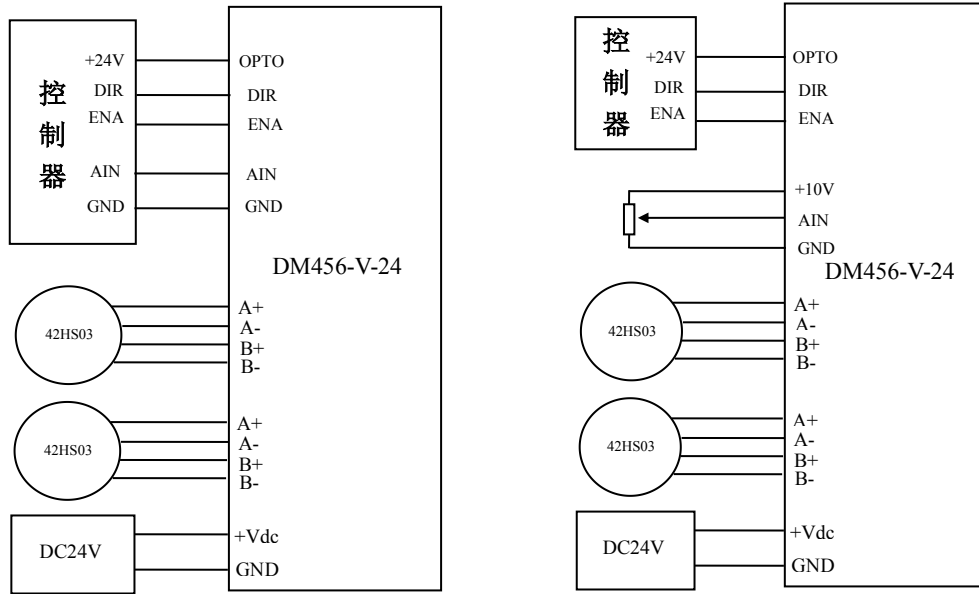 控制器
+24V
DIR
ENA
AIN
GND
OPTO
DIR
ENA
AIN
GND
DM456-V-24
42HS03
A+
A-
B+
B-
42HS03
A+
A-
B+
B-
DC24V
+Vdc
GND
控制器
+24V
DIR
ENA
OPTO
DIR
ENA
+10V
AIN
GND
DM456-V-24
42HS03
A+
A-
B+
B-
42HS03
A+
A-
B+
B-
DC24V
+Vdc
GND